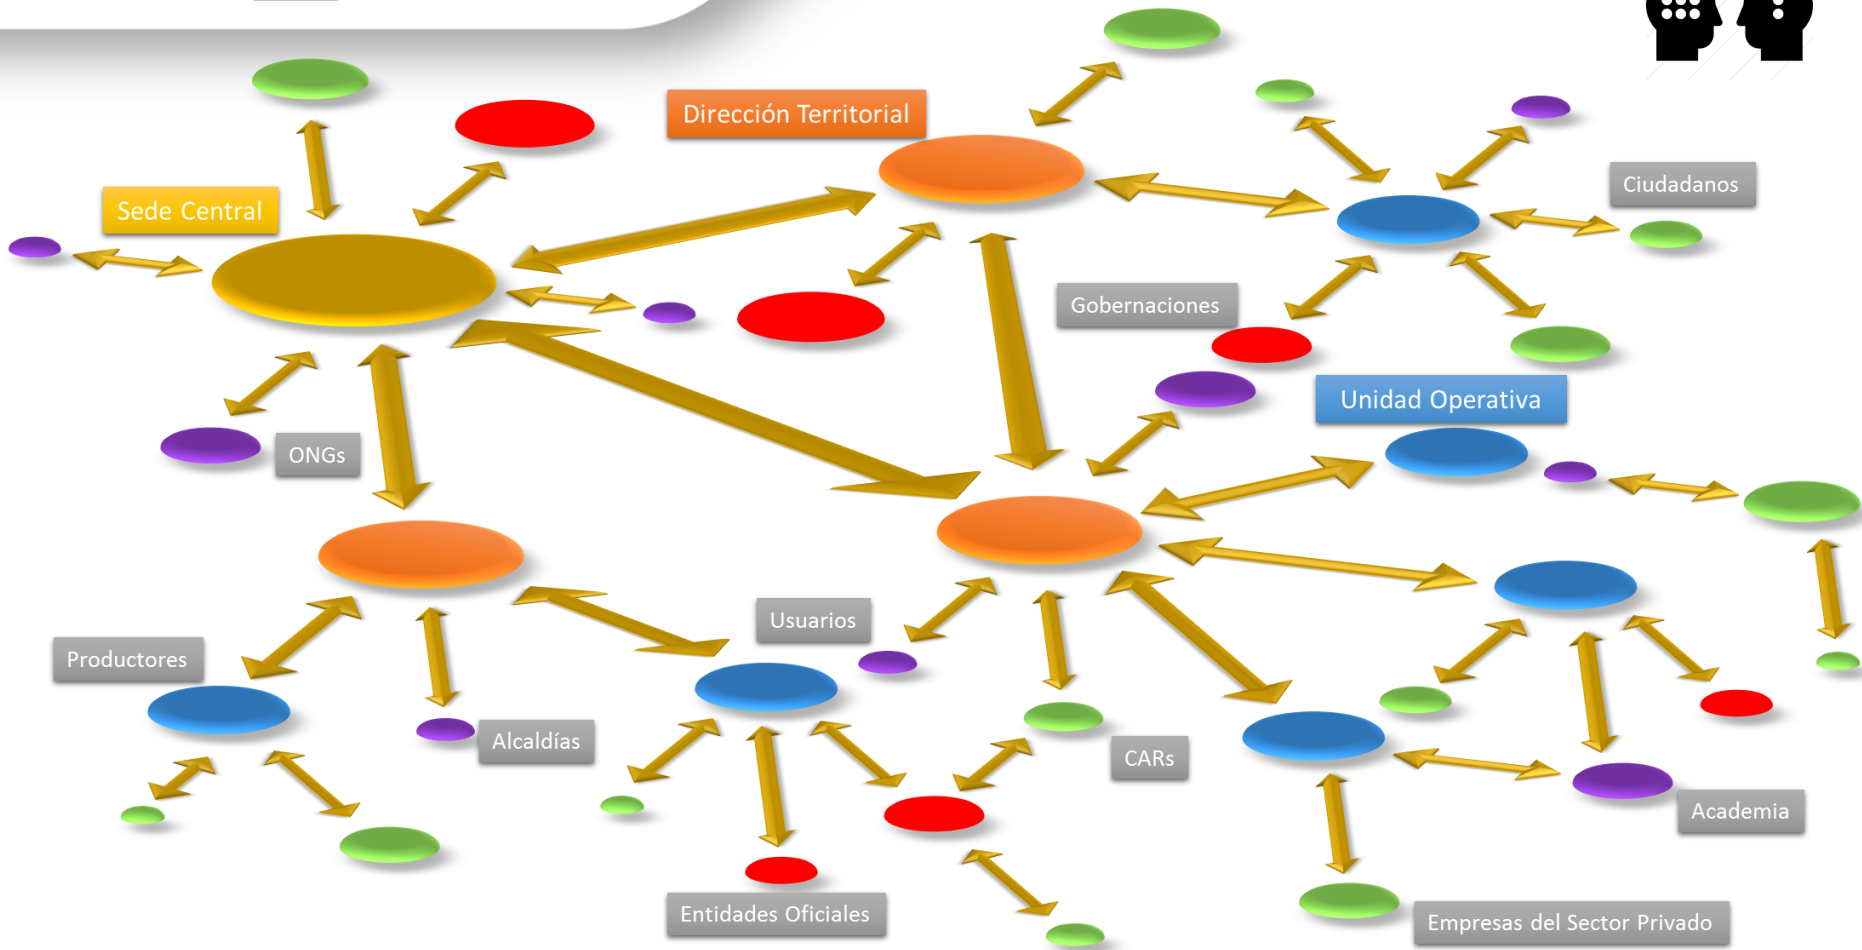 Dirección Territorial
Ciudadanos
Sede Central
Gobernaciones
Unidad Operativa
ONGs
Usuarios
Productores
Alcaldías
CARs
Academia
Entidades Oficiales
Empresas del Sector Privado